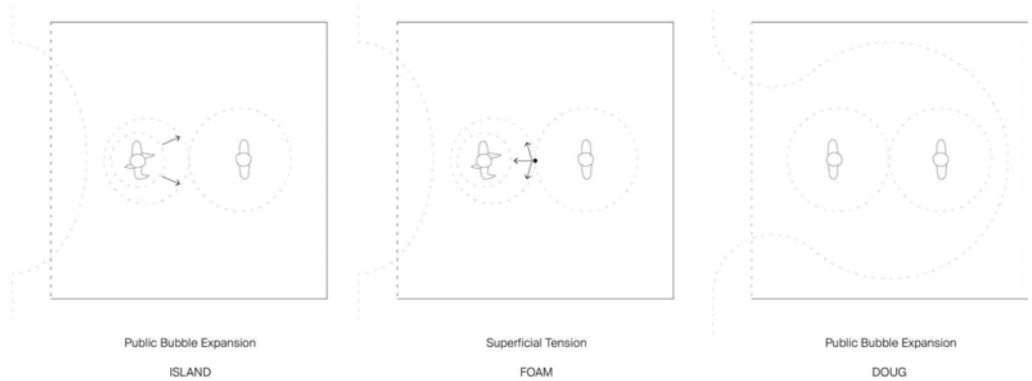 Public Bubble Expansion
ISLAND
Superficial Tension
FOAM
Public Bubble Expansion
DOUG